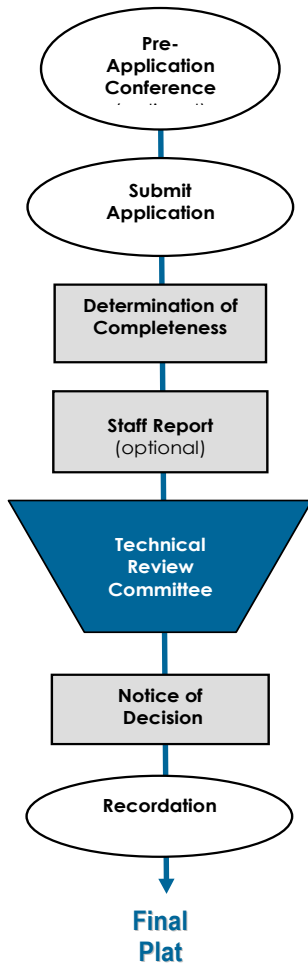 Pre-
Application
Conference
Submit
Application
Determination of
Completeness
Staff Report
(optional)
Technical
Review
Committee
Notice of
Decision
Recordation
Final
Plat